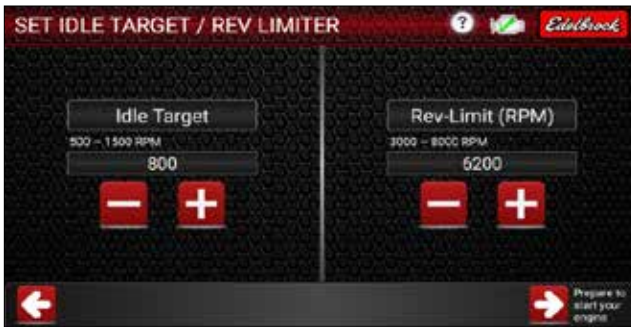 SET IDLE TARGET / REV LIMITER
?
Edelbrock
Idle Target
500 – 1500 RPM
800
Rev-Limit (RPM)
3000 – 8000 RPM
6200
Prepare to
start your
engine